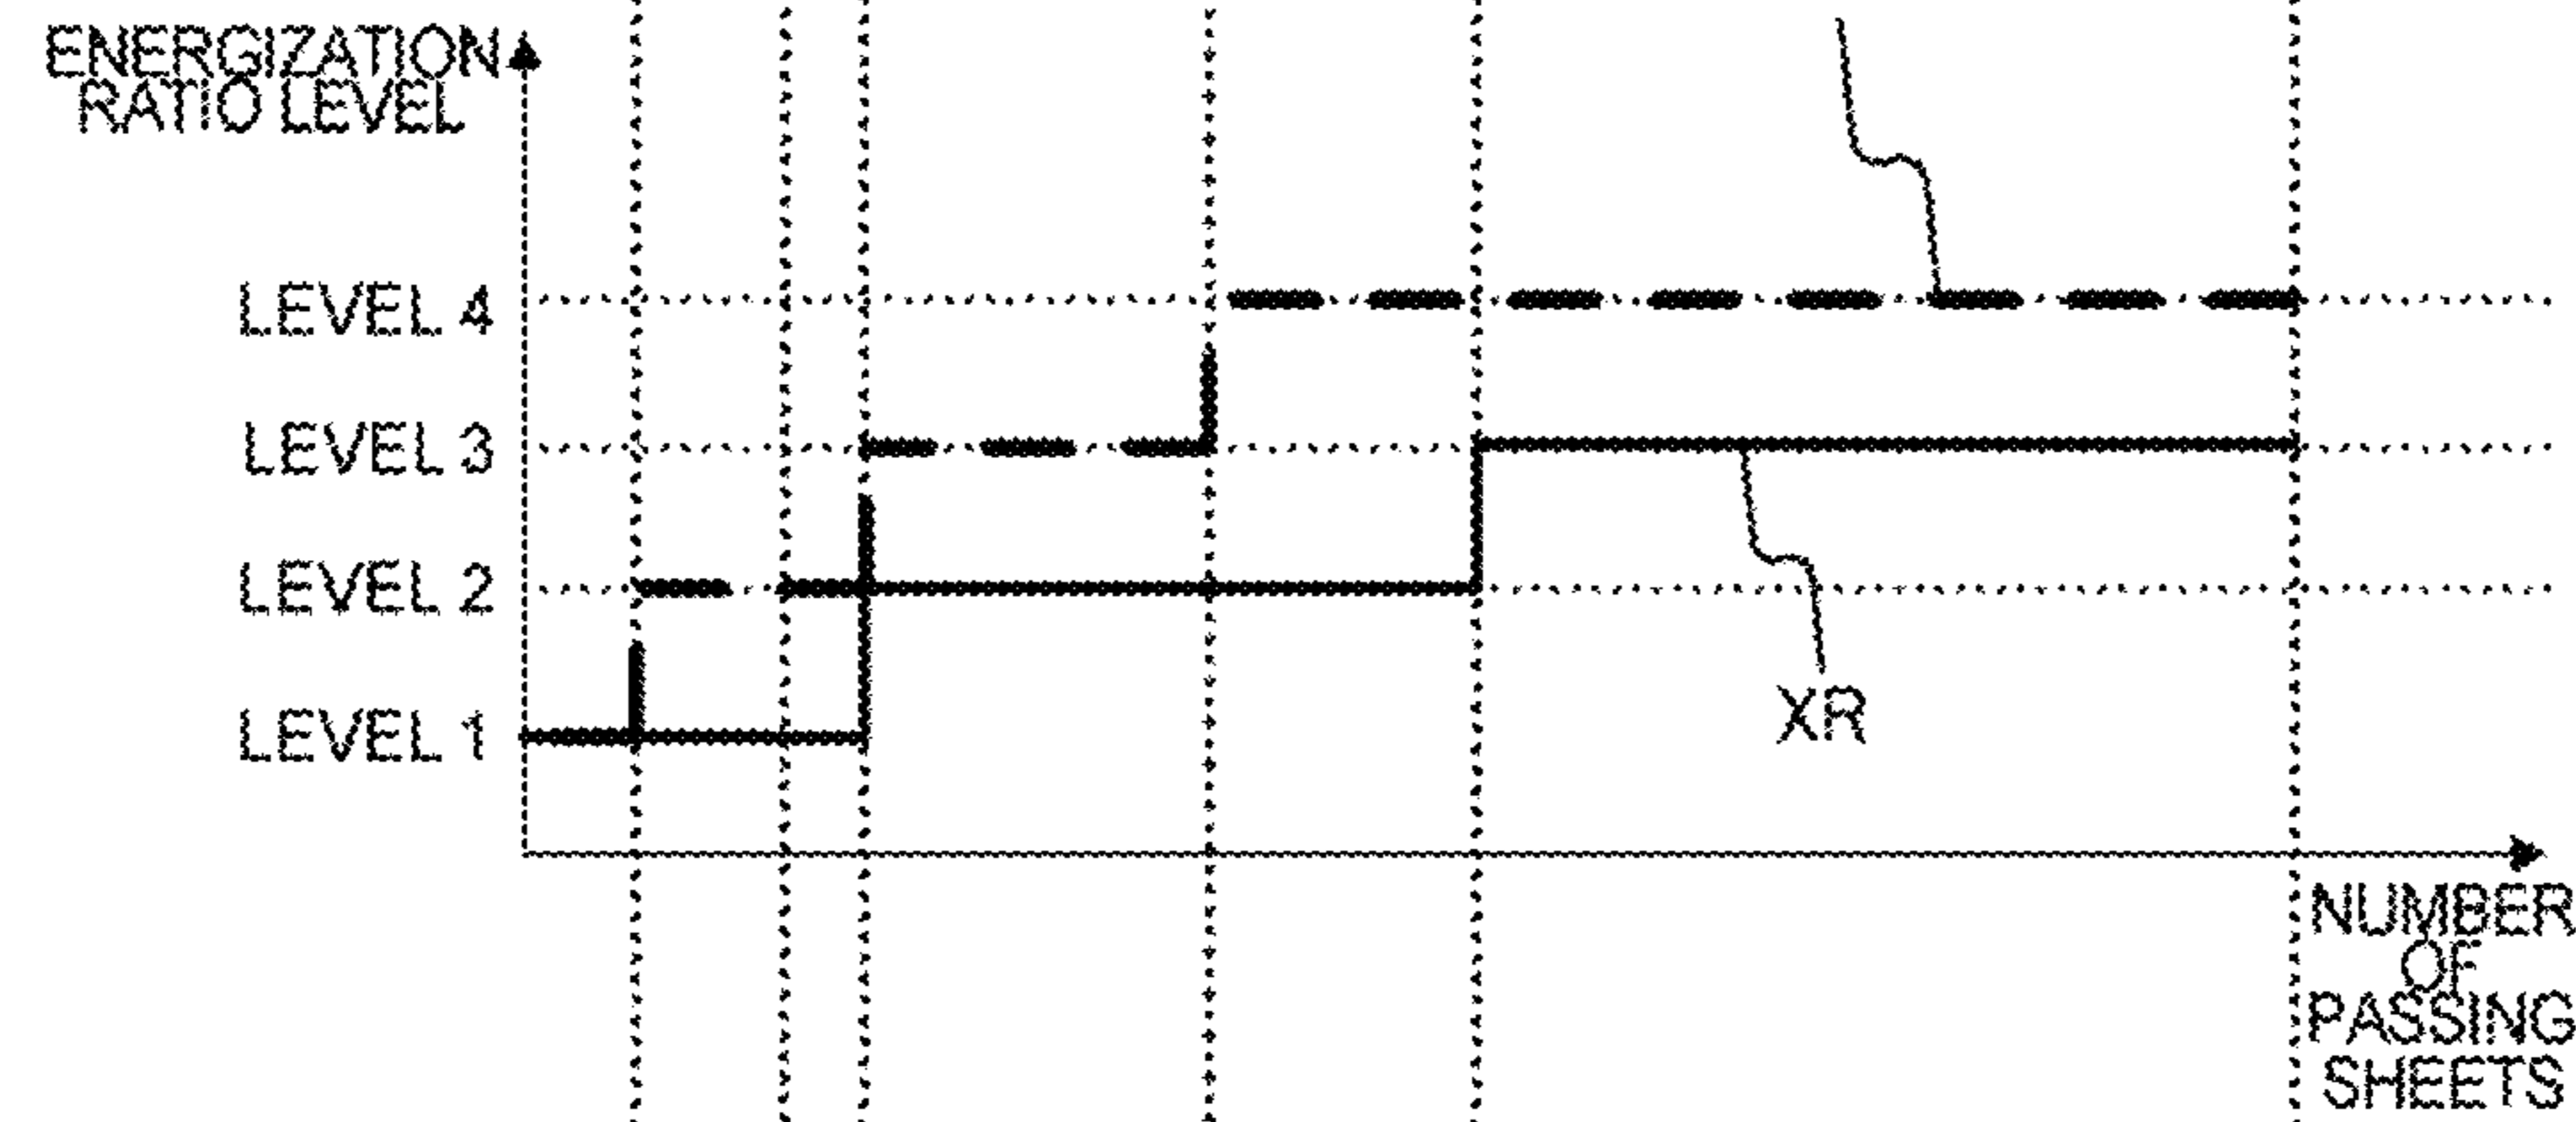 ENERGIZATION
RATIO LEVEL
LEVEL 4
LEVEL 3
LEVEL 2
LEVEL 1
XR
NUMBER
OF
PASSING
SHEETS